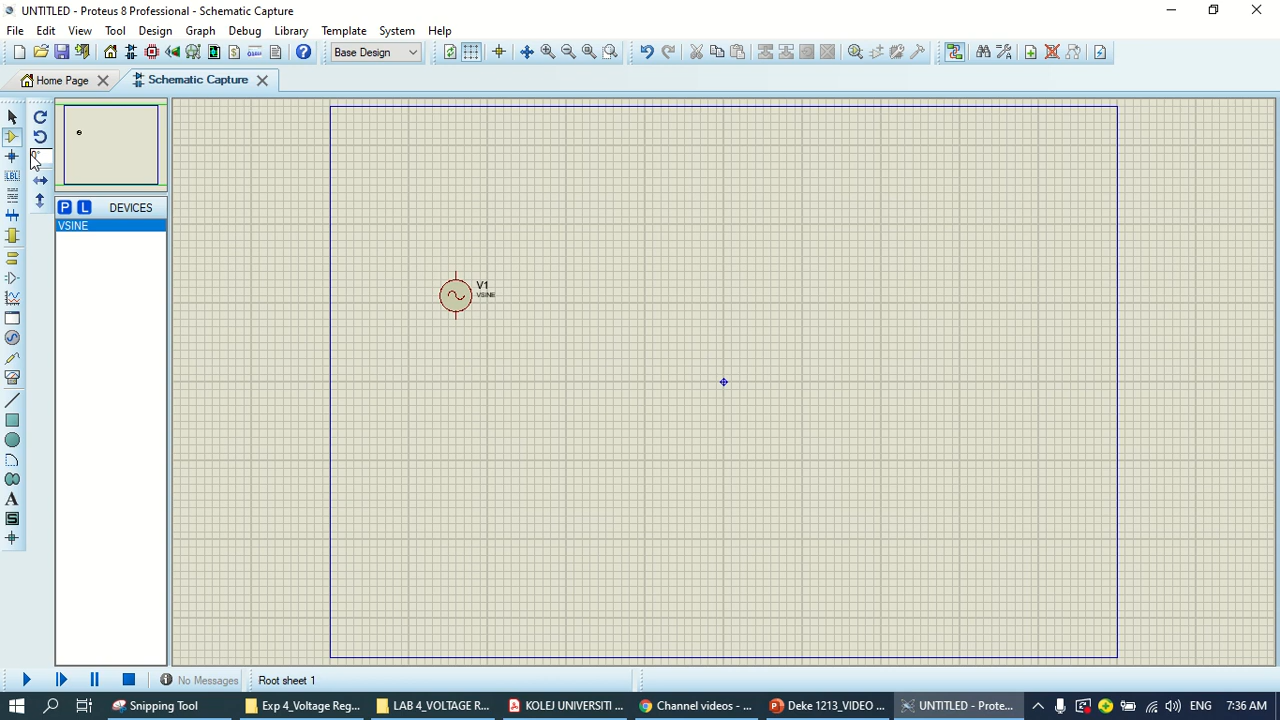 UNTITLED - Proteus 8 Professional - Schematic Capture
File Edit View Tool Design Graph Debug Library Template System Help
Base Design
Home Page
Schematic Capture
0°
LBL
P L DEVICES
VSINE
V1
VSINE
A
S
No Messages
Root sheet 1
Snipping Tool
Exp 4_Voltage Reg...
LAB 4_VOLTAGE R...
KOLEJ UNIVERSITI ...
Channel videos - ...
Deke 1213_VIDEO ...
UNTITLED - Prote...
ENG
7:36 AM